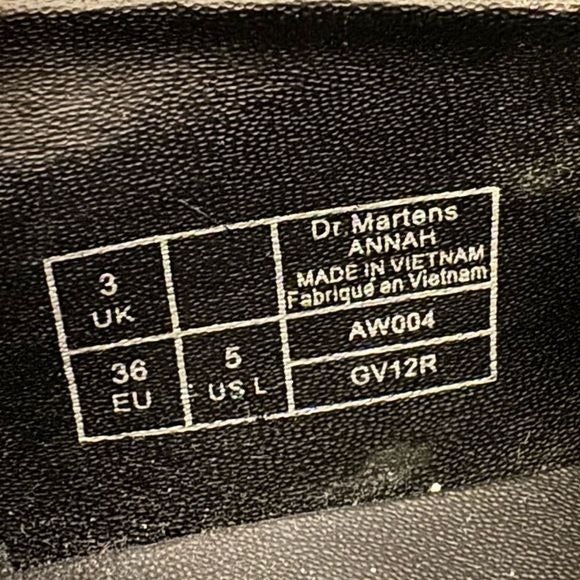 3
UK
36
EU
5
US L
Dr Martens
ANNAH
MADE IN VIETNAM
Fabriqué en Vietnam
AW004
GV12R